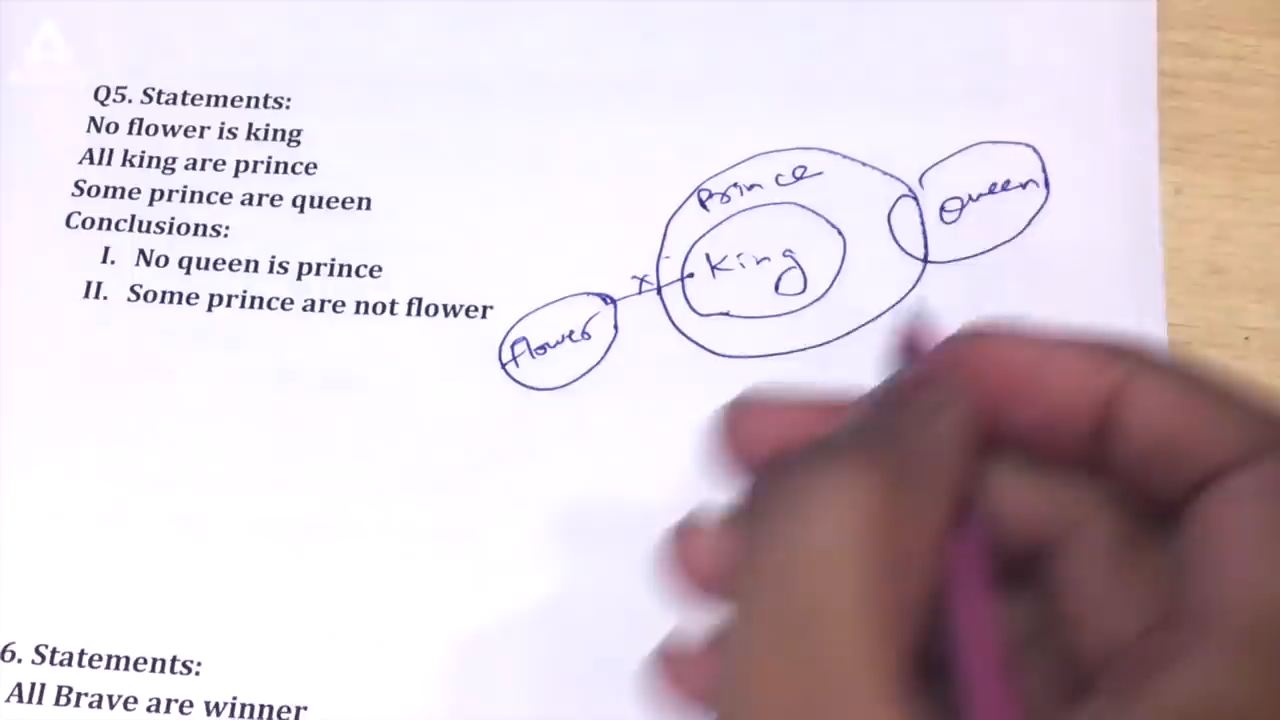 Q5. Statements:
No flower is king
All king are prince
Some prince are queen
Conclusions:
I. No queen is prince
II. Some prince are not flower
Prince
King
Queen
x
flower
6. Statements:
All Brave are winner